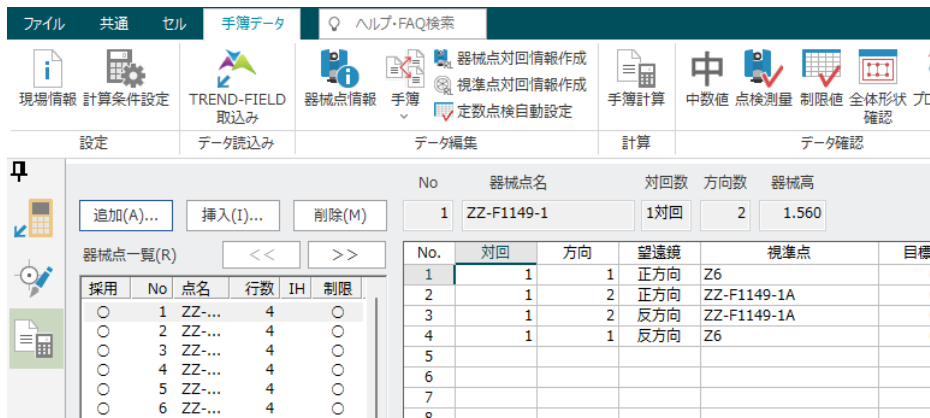 ファイル 共通 セル 手簿データ ヘルプ・FAQ検索
現場情報 計算条件設定 TREND-FIELD 取込み 器械点情報 手簿 器械点対回情報作成 視準点対回情報作成 定数点検自動設定 手簿計算 中数値 点検測量 制限値 全体形状確認
設定 データ読込み データ編集 計算 データ確認
No 器械点名 対回数 方向数 器械高
追加(A)... 挿入(I)... 削除(M) 1 ZZ-F1149-1 1対回 2 1.560
器械点一覧(R) << >>
No. 対回 方向 望遠鏡 視準点 目標
1 1 1 正方向 Z6
2 1 2 正方向 ZZ-F1149-1A
3 1 2 反方向 ZZ-F1149-1A
4 1 1 反方向 Z6
5
6
7
採用 No 点名 行数 IH 制限
○ 1 ZZ-... 4 ○
○ 2 ZZ-... 4 ○
○ 3 ZZ-... 4 ○
○ 4 ZZ-... 4 ○
○ 5 ZZ-... 4 ○
○ 6 ZZ-... 4 ○